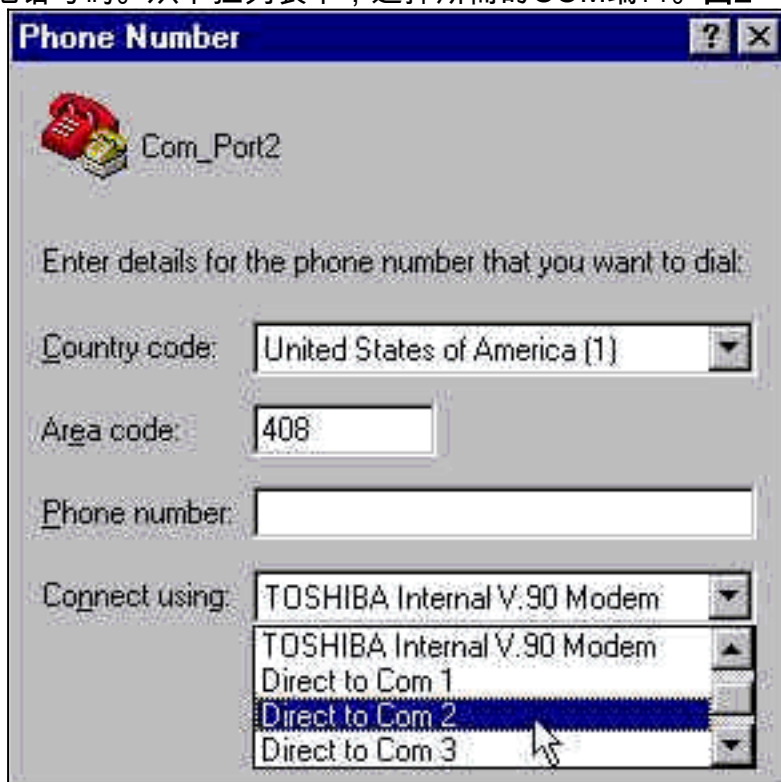 Phone Number
Com_Port2
Enter details for the phone number that you want to dial:
Country code: United States of America (1)
Area code: 408
Phone number:
Connect using: TOSHIBA Internal V.90 Modem
TOSHIBA Internal V.90 Modem
Direct to Com 1
Direct to Com 2
Direct to Com 3